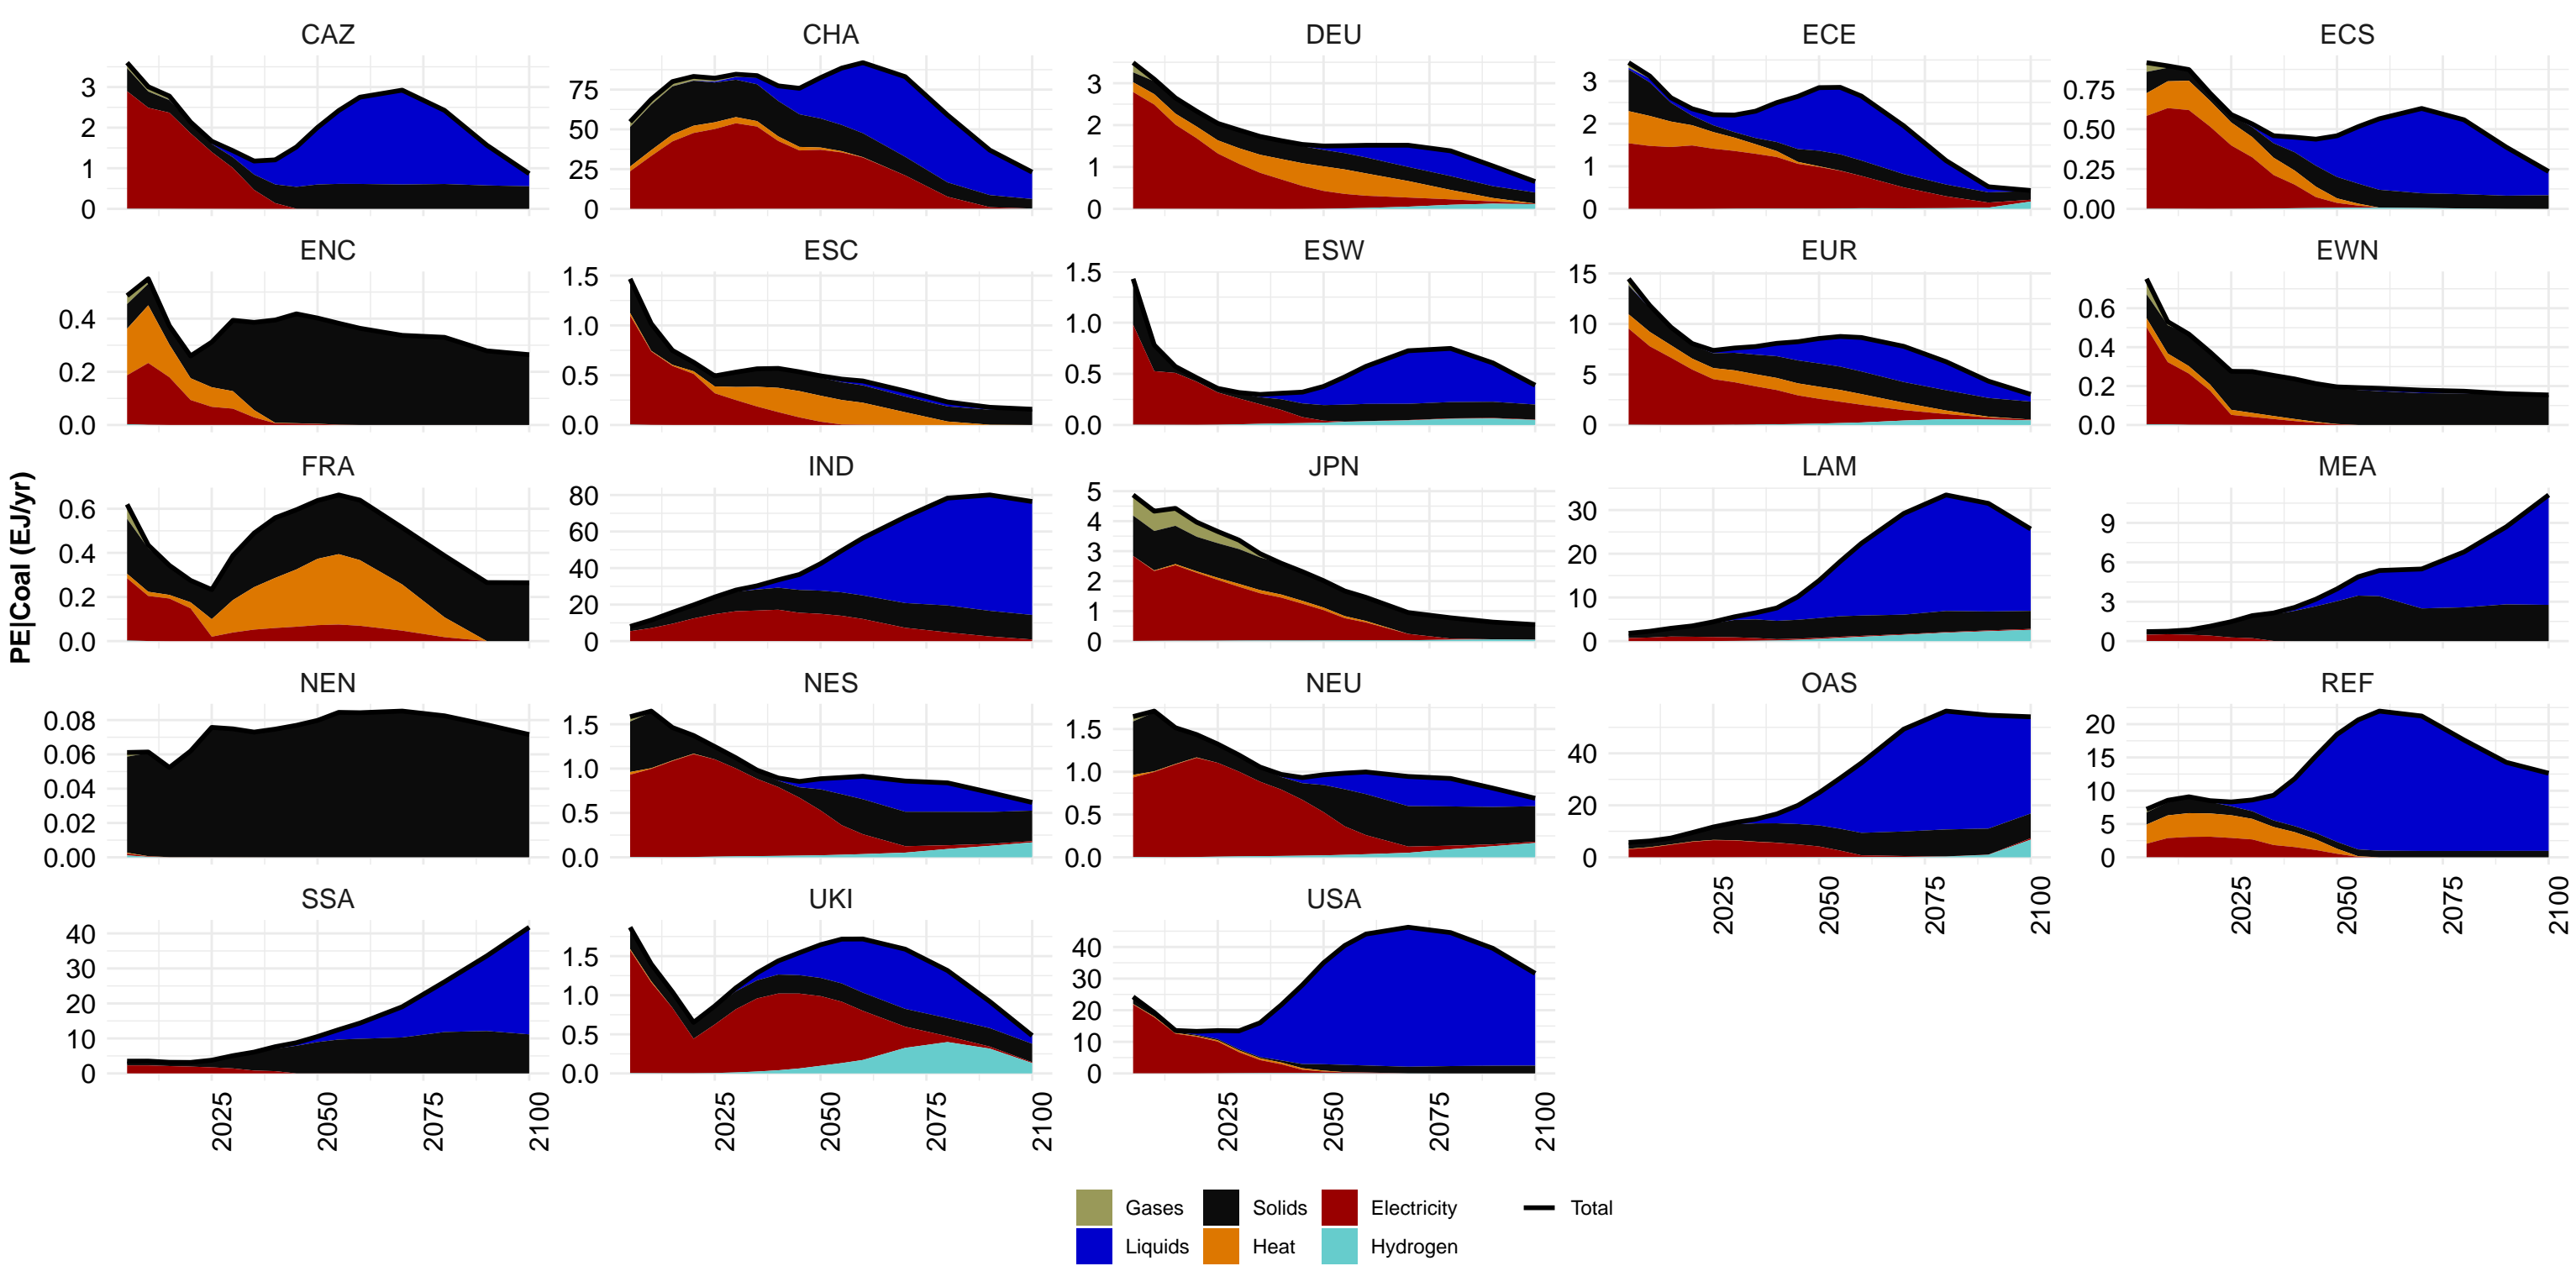 CAZ CHA DEU ECE ECS
3 2 1 0
75 50 25 0
3 2 1 0
3 2 1 0
0.75 0.50 0.25 0.00
ENC ESC ESW EUR EWN
0.4 0.2 0.0
1.5 1.0 0.5 0.0
1.5 1.0 0.5 0.0
15 10 5 0
0.6 0.4 0.2 0.0
PE|Coal (EJ/yr)
FRA IND JPN LAM MEA
0.6 0.4 0.2 0.0
80 60 40 20 0
5 4 3 2 1 0
30 20 10 0
9 6 3 0
NEN NES NEU OAS REF
0.08 0.06 0.04 0.02 0.00
1.5 1.0 0.5 0.0
1.5 1.0 0.5 0.0
40 20 0
20 15 10 5 0
2025 2050 2075 2100
2025 2050 2075 2100
SSA UKI USA
40 30 20 10 0
1.5 1.0 0.5 0.0
40 30 20 10 0
2025 2050 2075 2100
2025 2050 2075 2100
2025 2050 2075 2100
Gases Solids Electricity Total
Liquids Heat Hydrogen